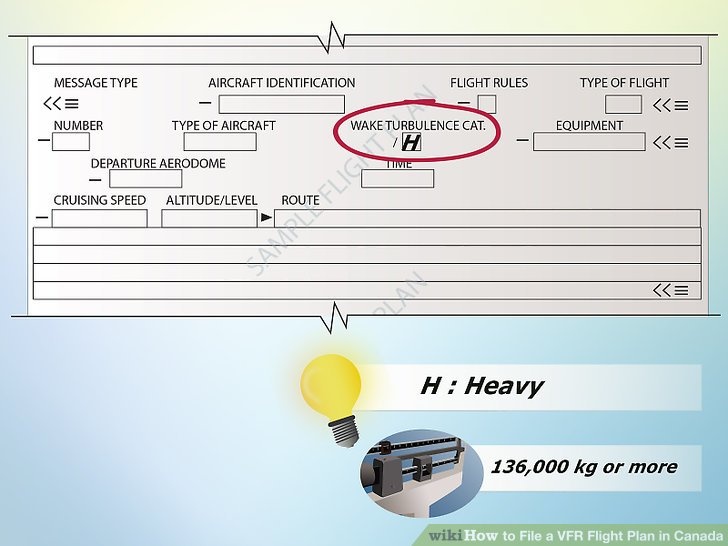 MESSAGE TYPE AIRCRAFT IDENTIFICATION FLIGHT RULES TYPE OF FLIGHT
NUMBER TYPE OF AIRCRAFT WAKE TURBULENCE CAT. EQUIPMENT
/ H
DEPARTURE AERODOME TIME
CRUISING SPEED ALTITUDE/LEVEL ROUTE
SAMPLE FLIGHT PLAN
PLAN
H : Heavy
136,000 kg or more
wikiHow to File a VFR Flight Plan in Canada